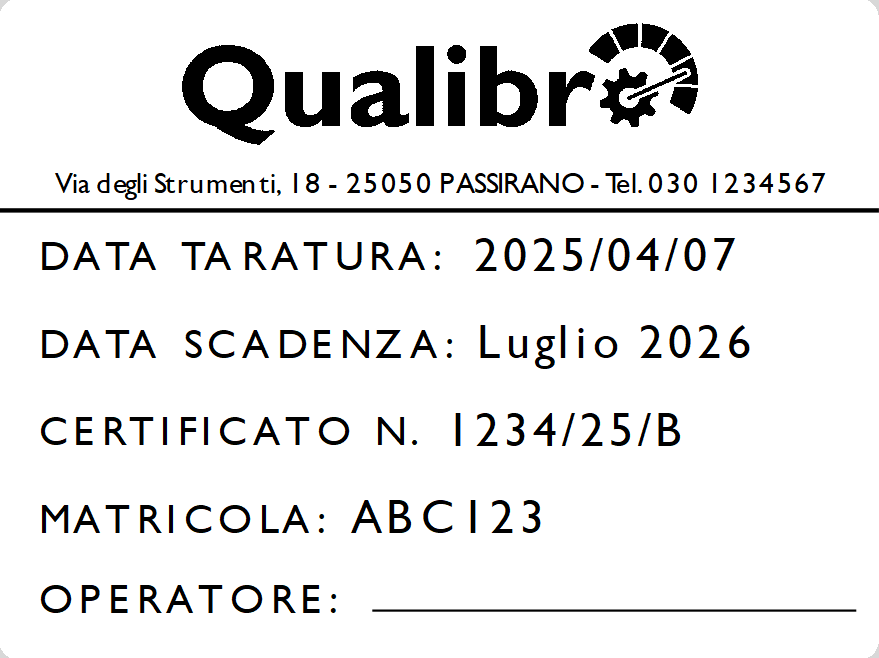 Qualibro
Via degli Strumenti, 18 - 25050 PASSIRANO - Tel. 030 1234567
DATA TARATURA: 2025/04/07
DATA SCADENZA: Luglio 2026
CERTIFICATO N. 1234/25/B
MATRICOLA: ABC123
OPERATORE: